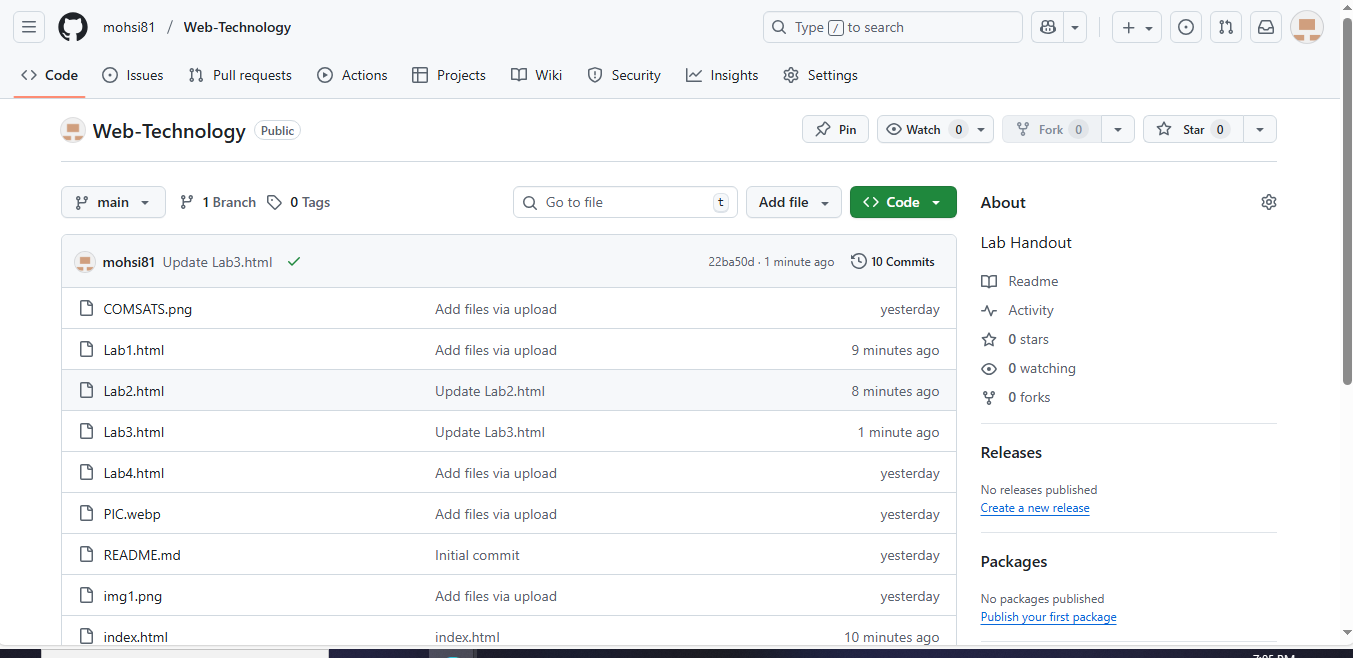 mohsi81 / Web-Technology
Type / to search
Code Issues Pull requests Actions Projects Wiki Security Insights Settings
Web-Technology Public
Pin Watch 0 Fork 0 Star 0
main 1 Branch 0 Tags Go to file t Add file Code
mohsi81 Update Lab3.html 22ba50d · 1 minute ago 10 Commits
COMSATS.png Add files via upload yesterday
Lab1.html Add files via upload 9 minutes ago
Lab2.html Update Lab2.html 8 minutes ago
Lab3.html Update Lab3.html 1 minute ago
Lab4.html Add files via upload yesterday
PIC.webp Add files via upload yesterday
README.md Initial commit yesterday
img1.png Add files via upload yesterday
index.html index.html 10 minutes ago
About
Lab Handout
Readme
Activity
0 stars
0 watching
0 forks
Releases
No releases published
Create a new release
Packages
No packages published
Publish your first package